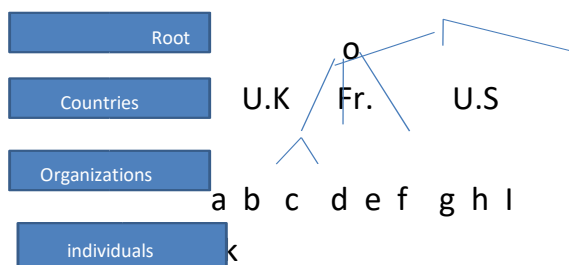 Root o
Countries U.K Fr. U.S
Organizations
a b c d e f g h I
individuals k